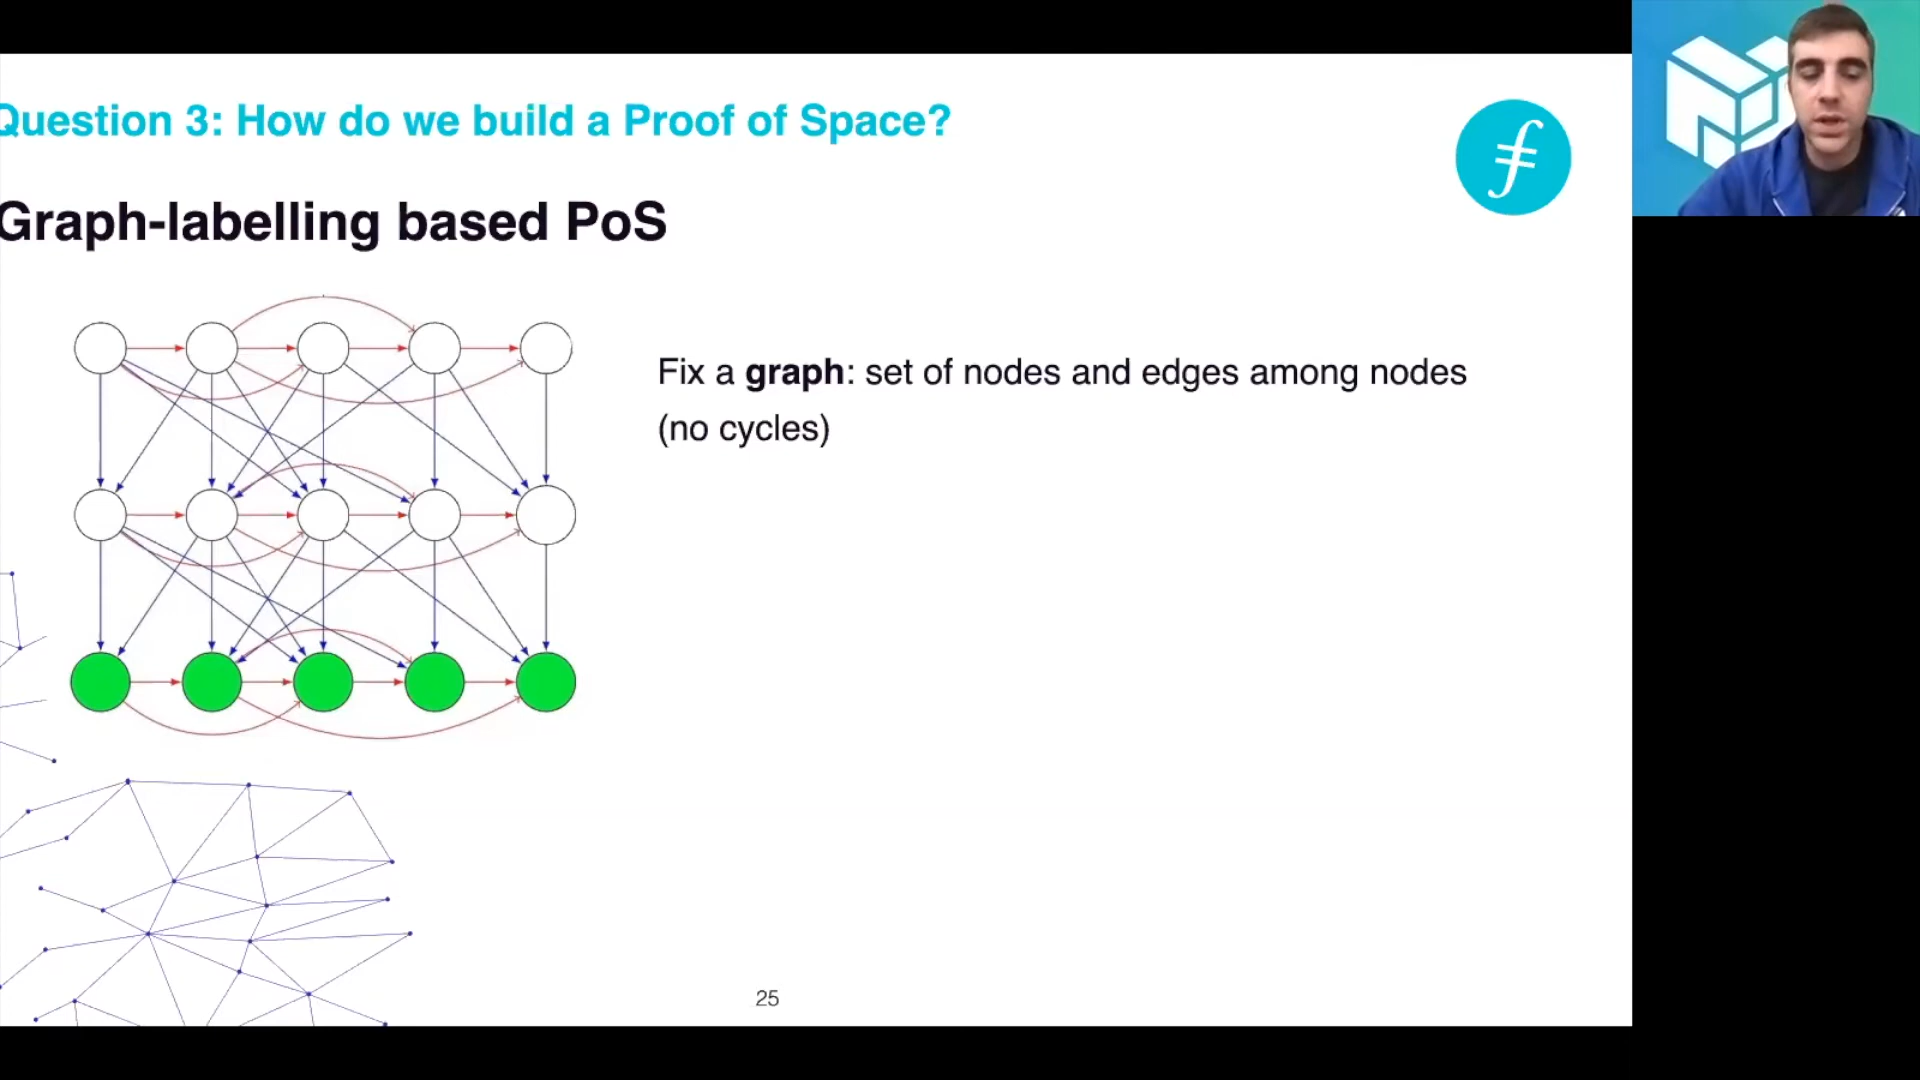 Question 3: How do we build a Proof of Space?
Graph-labelling based PoS
Fix a graph: set of nodes and edges among nodes
(no cycles)
25